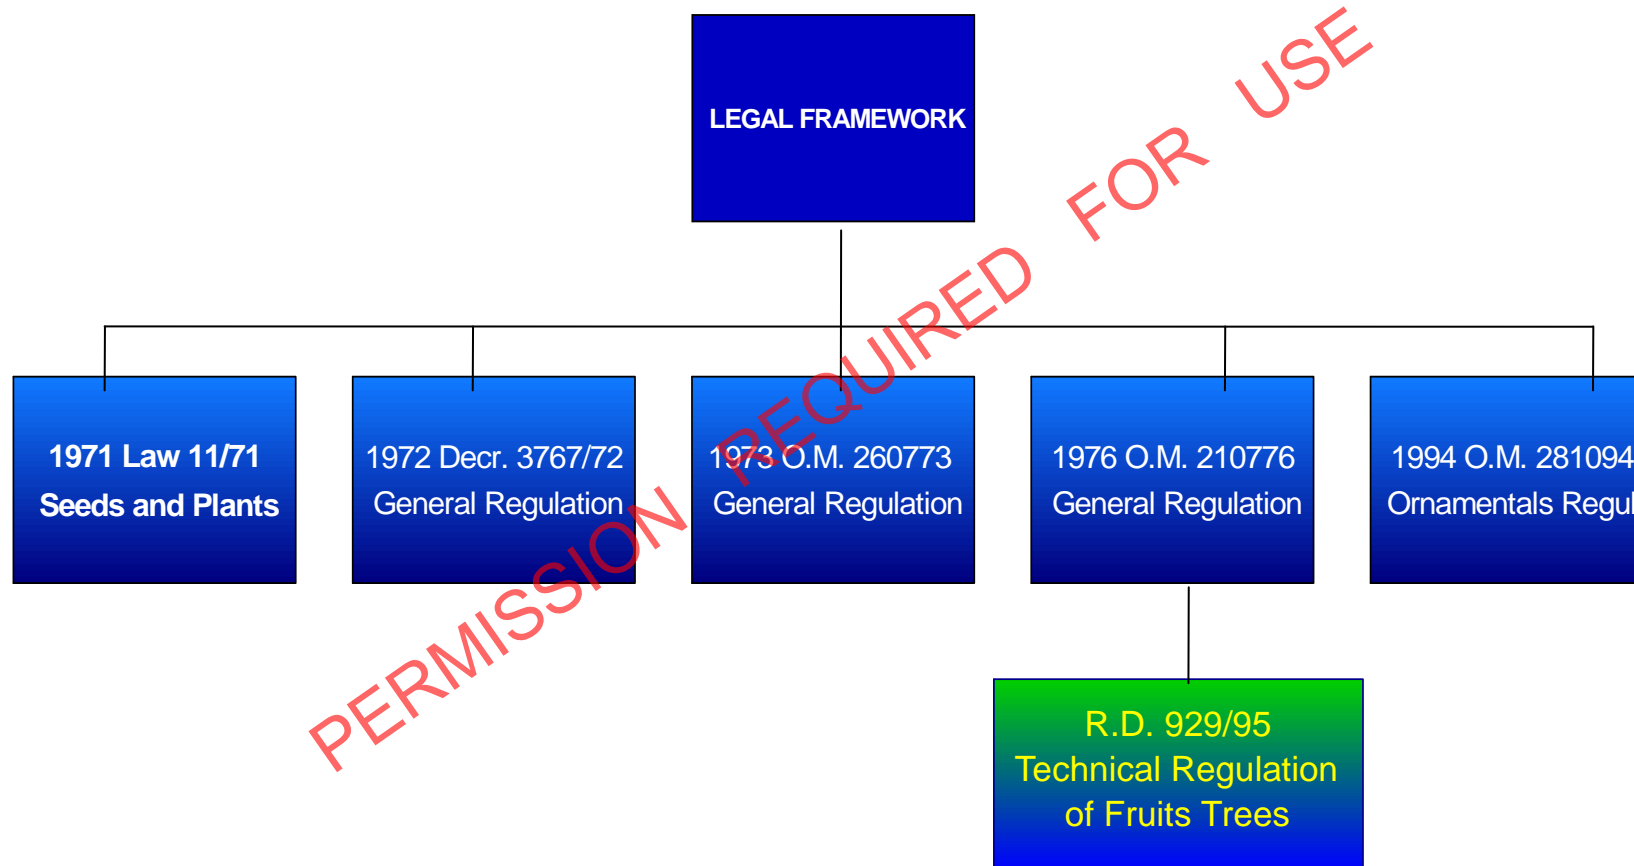 LEGAL FRAMEWORK
1971 Law 11/71
Seeds and Plants
1972 Decr. 3767/72
General Regulation
1973 O.M. 260773
General Regulation
1976 O.M. 210776
General Regulation
1994 O.M. 281094
Ornamentals Regul
R.D. 929/95
Technical Regulation
of Fruits Trees
PERMISSION REQUIRED FOR USE